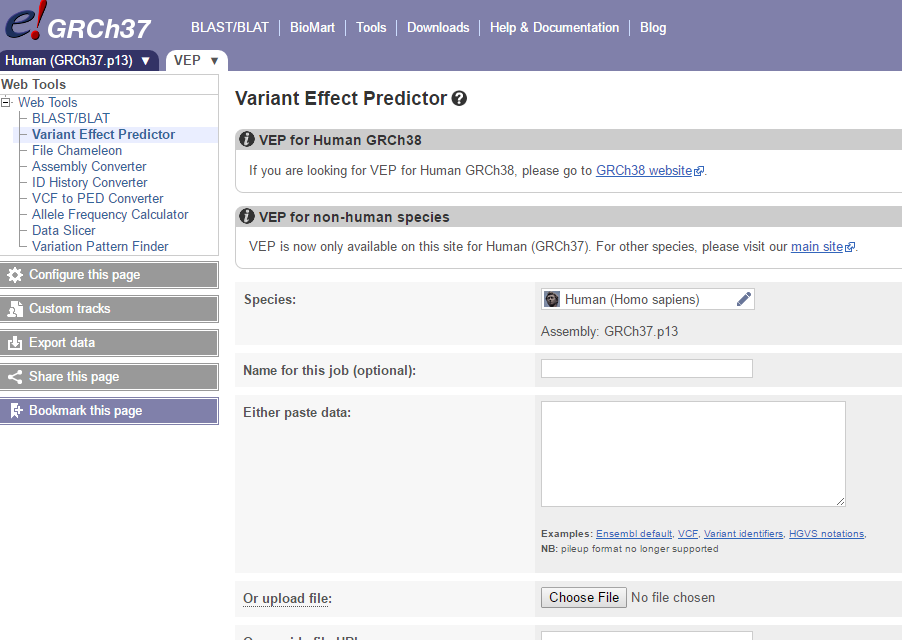 e! GRCh37
BLAST/BLAT BioMart Tools Downloads Help & Documentation Blog
Human (GRCh37.p13) ▼ VEP ▼
Web Tools
Web Tools
BLAST/BLAT
Variant Effect Predictor
File Chameleon
Assembly Converter
ID History Converter
VCF to PED Converter
Allele Frequency Calculator
Data Slicer
Variation Pattern Finder
Configure this page
Custom tracks
Export data
Share this page
Bookmark this page
Variant Effect Predictor
VEP for Human GRCh38
If you are looking for VEP for Human GRCh38, please go to GRCh38 website.
VEP for non-human species
VEP is now only available on this site for Human (GRCh37). For other species, please visit our main site.
Species: Human (Homo sapiens)
Assembly: GRCh37.p13
Name for this job (optional):
Either paste data:
Examples: Ensembl default, VCF, Variant identifiers, HGVS notations,
NB: pileup format no longer supported
Or upload file: Choose File No file chosen